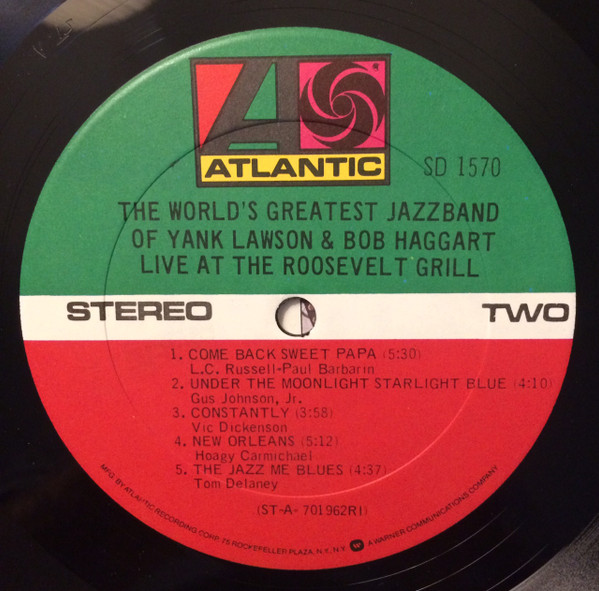 ATLANTIC
SD 1570
THE WORLD'S GREATEST JAZZBAND
OF YANK LAWSON & BOB HAGGART
LIVE AT THE ROOSEVELT GRILL
STEREO TWO
1. COME BACK SWEET PAPA (5:30)
L.C. Russell-Paul Barbarin
2. UNDER THE MOONLIGHT STARLIGHT BLUE (4:10)
Gus Johnson, Jr.
3. CONSTANTLY (3:58)
Vic Dickenson
4. NEW ORLEANS (5:12)
Hoagy Carmichael
5. THE JAZZ ME BLUES (4:37)
Tom Delaney
(ST-A- 701962RI)
MFG. BY ATLANTIC RECORDING CORP. 75 ROCKEFELLER PLAZA, N.Y., N.Y. A WARNER COMMUNICATIONS COMPANY